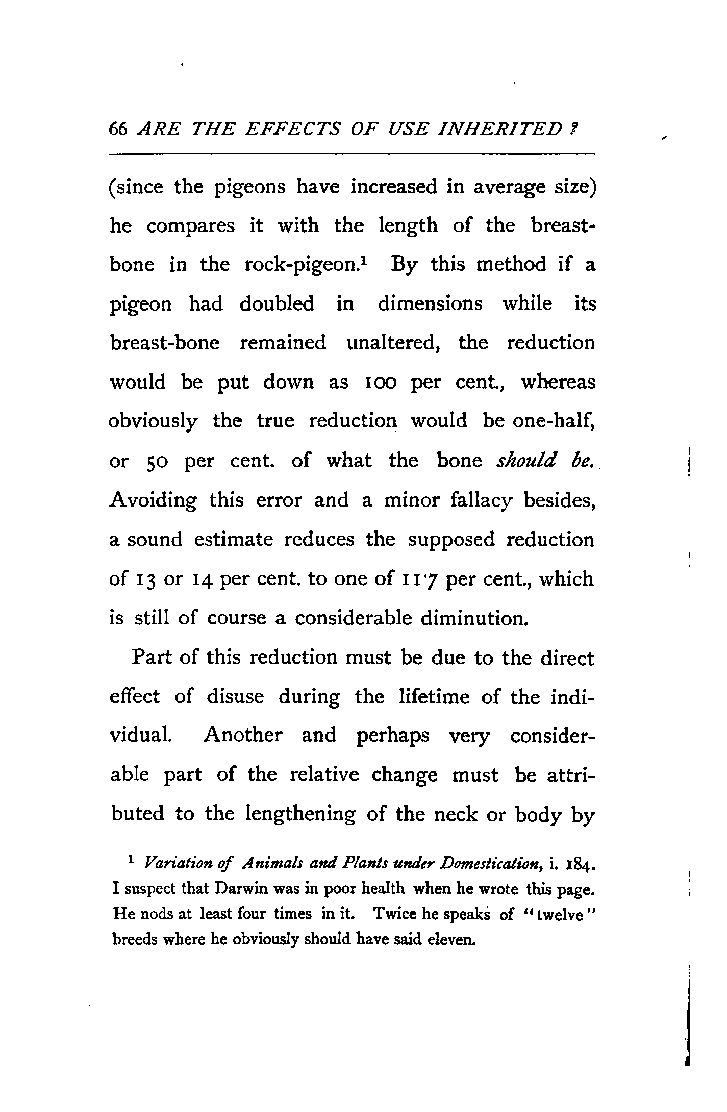 66 ARE THE EFFECTS OF USE INHERITED ?
(since the pigeons have increased in average size)
he compares it with the length of the breast-
bone in the rock-pigeon.¹ By this method if a
pigeon had doubled in dimensions while its
breast-bone remained unaltered, the reduction
would be put down as 100 per cent., whereas
obviously the true reduction would be one-half,
or 50 per cent. of what the bone should be.
Avoiding this error and a minor fallacy besides,
a sound estimate reduces the supposed reduction
of 13 or 14 per cent. to one of 11·7 per cent., which
is still of course a considerable diminution.
Part of this reduction must be due to the direct
effect of disuse during the lifetime of the indi-
vidual. Another and perhaps very consider-
able part of the relative change must be attri-
buted to the lengthening of the neck or body by
¹ Variation of Animals and Plants under Domestication, i. 184.
I suspect that Darwin was in poor health when he wrote this page.
He nods at least four times in it. Twice he speaks of "twelve"
breeds where he obviously should have said eleven.